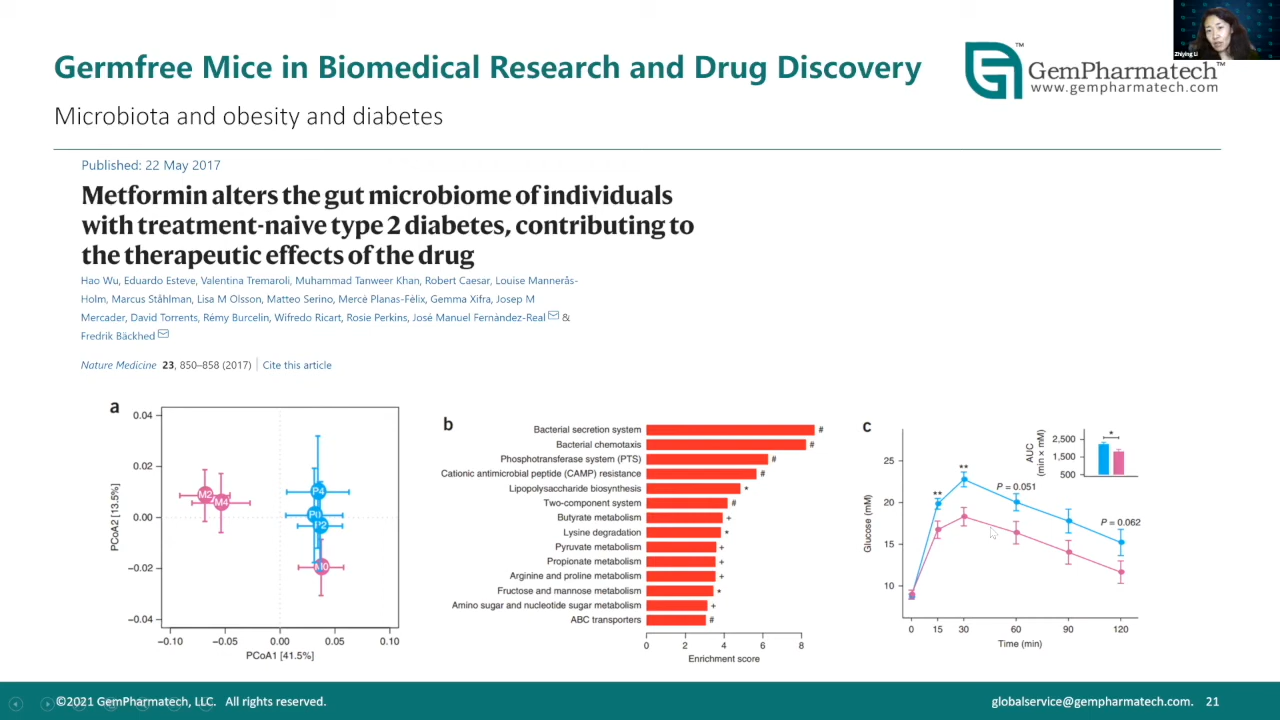 Germfree Mice in Biomedical Research and Drug Discovery
Microbiota and obesity and diabetes
GemPharmatech™
www.gempharmatech.com
Zhiying Li
Published: 22 May 2017
Metformin alters the gut microbiome of individuals
with treatment-naive type 2 diabetes, contributing to
the therapeutic effects of the drug
Hao Wu, Eduardo Esteve, Valentina Tremaroli, Muhammad Tanweer Khan, Robert Caesar, Louise Mannerås-
Holm, Marcus Ståhlman, Lisa M Olsson, Matteo Serino, Mercè Planas-Fèlix, Gemma Xifra, Josep M
Mercader, David Torrents, Rémy Burcelin, Wifredo Ricart, Rosie Perkins, José Manuel Fernàndez-Real &
Fredrik Bäckhed
Nature Medicine 23, 850–858 (2017) Cite this article
a
PCoA2 [13.5%]
0.04
0.02
0.00
−0.02
−0.04
M2
M4
P4
P0
P2
M0
−0.10 −0.05 0.00 0.05 0.10
PCoA1 [41.5%]
b
Bacterial secretion system #
Bacterial chemotaxis #
Phosphotransferase system (PTS) #
Cationic antimicrobial peptide (CAMP) resistance #
Lipopolysaccharide biosynthesis *
Two-component system #
Butyrate metabolism +
Lysine degradation *
Pyruvate metabolism +
Propionate metabolism +
Arginine and proline metabolism +
Fructose and mannose metabolism *
Amino sugar and nucleotide sugar metabolism +
ABC transporters #
0 2 4 6 8
Enrichment score
c
Glucose (mM)
25
20
15
10
**
**
P = 0.051
P = 0.062
AUC
(min × mM)
2,500
1,500
500
*
0 15 30 60 90 120
Time (min)
©2021 GemPharmatech, LLC. All rights reserved.
globalservice@gempharmatech.com. 21